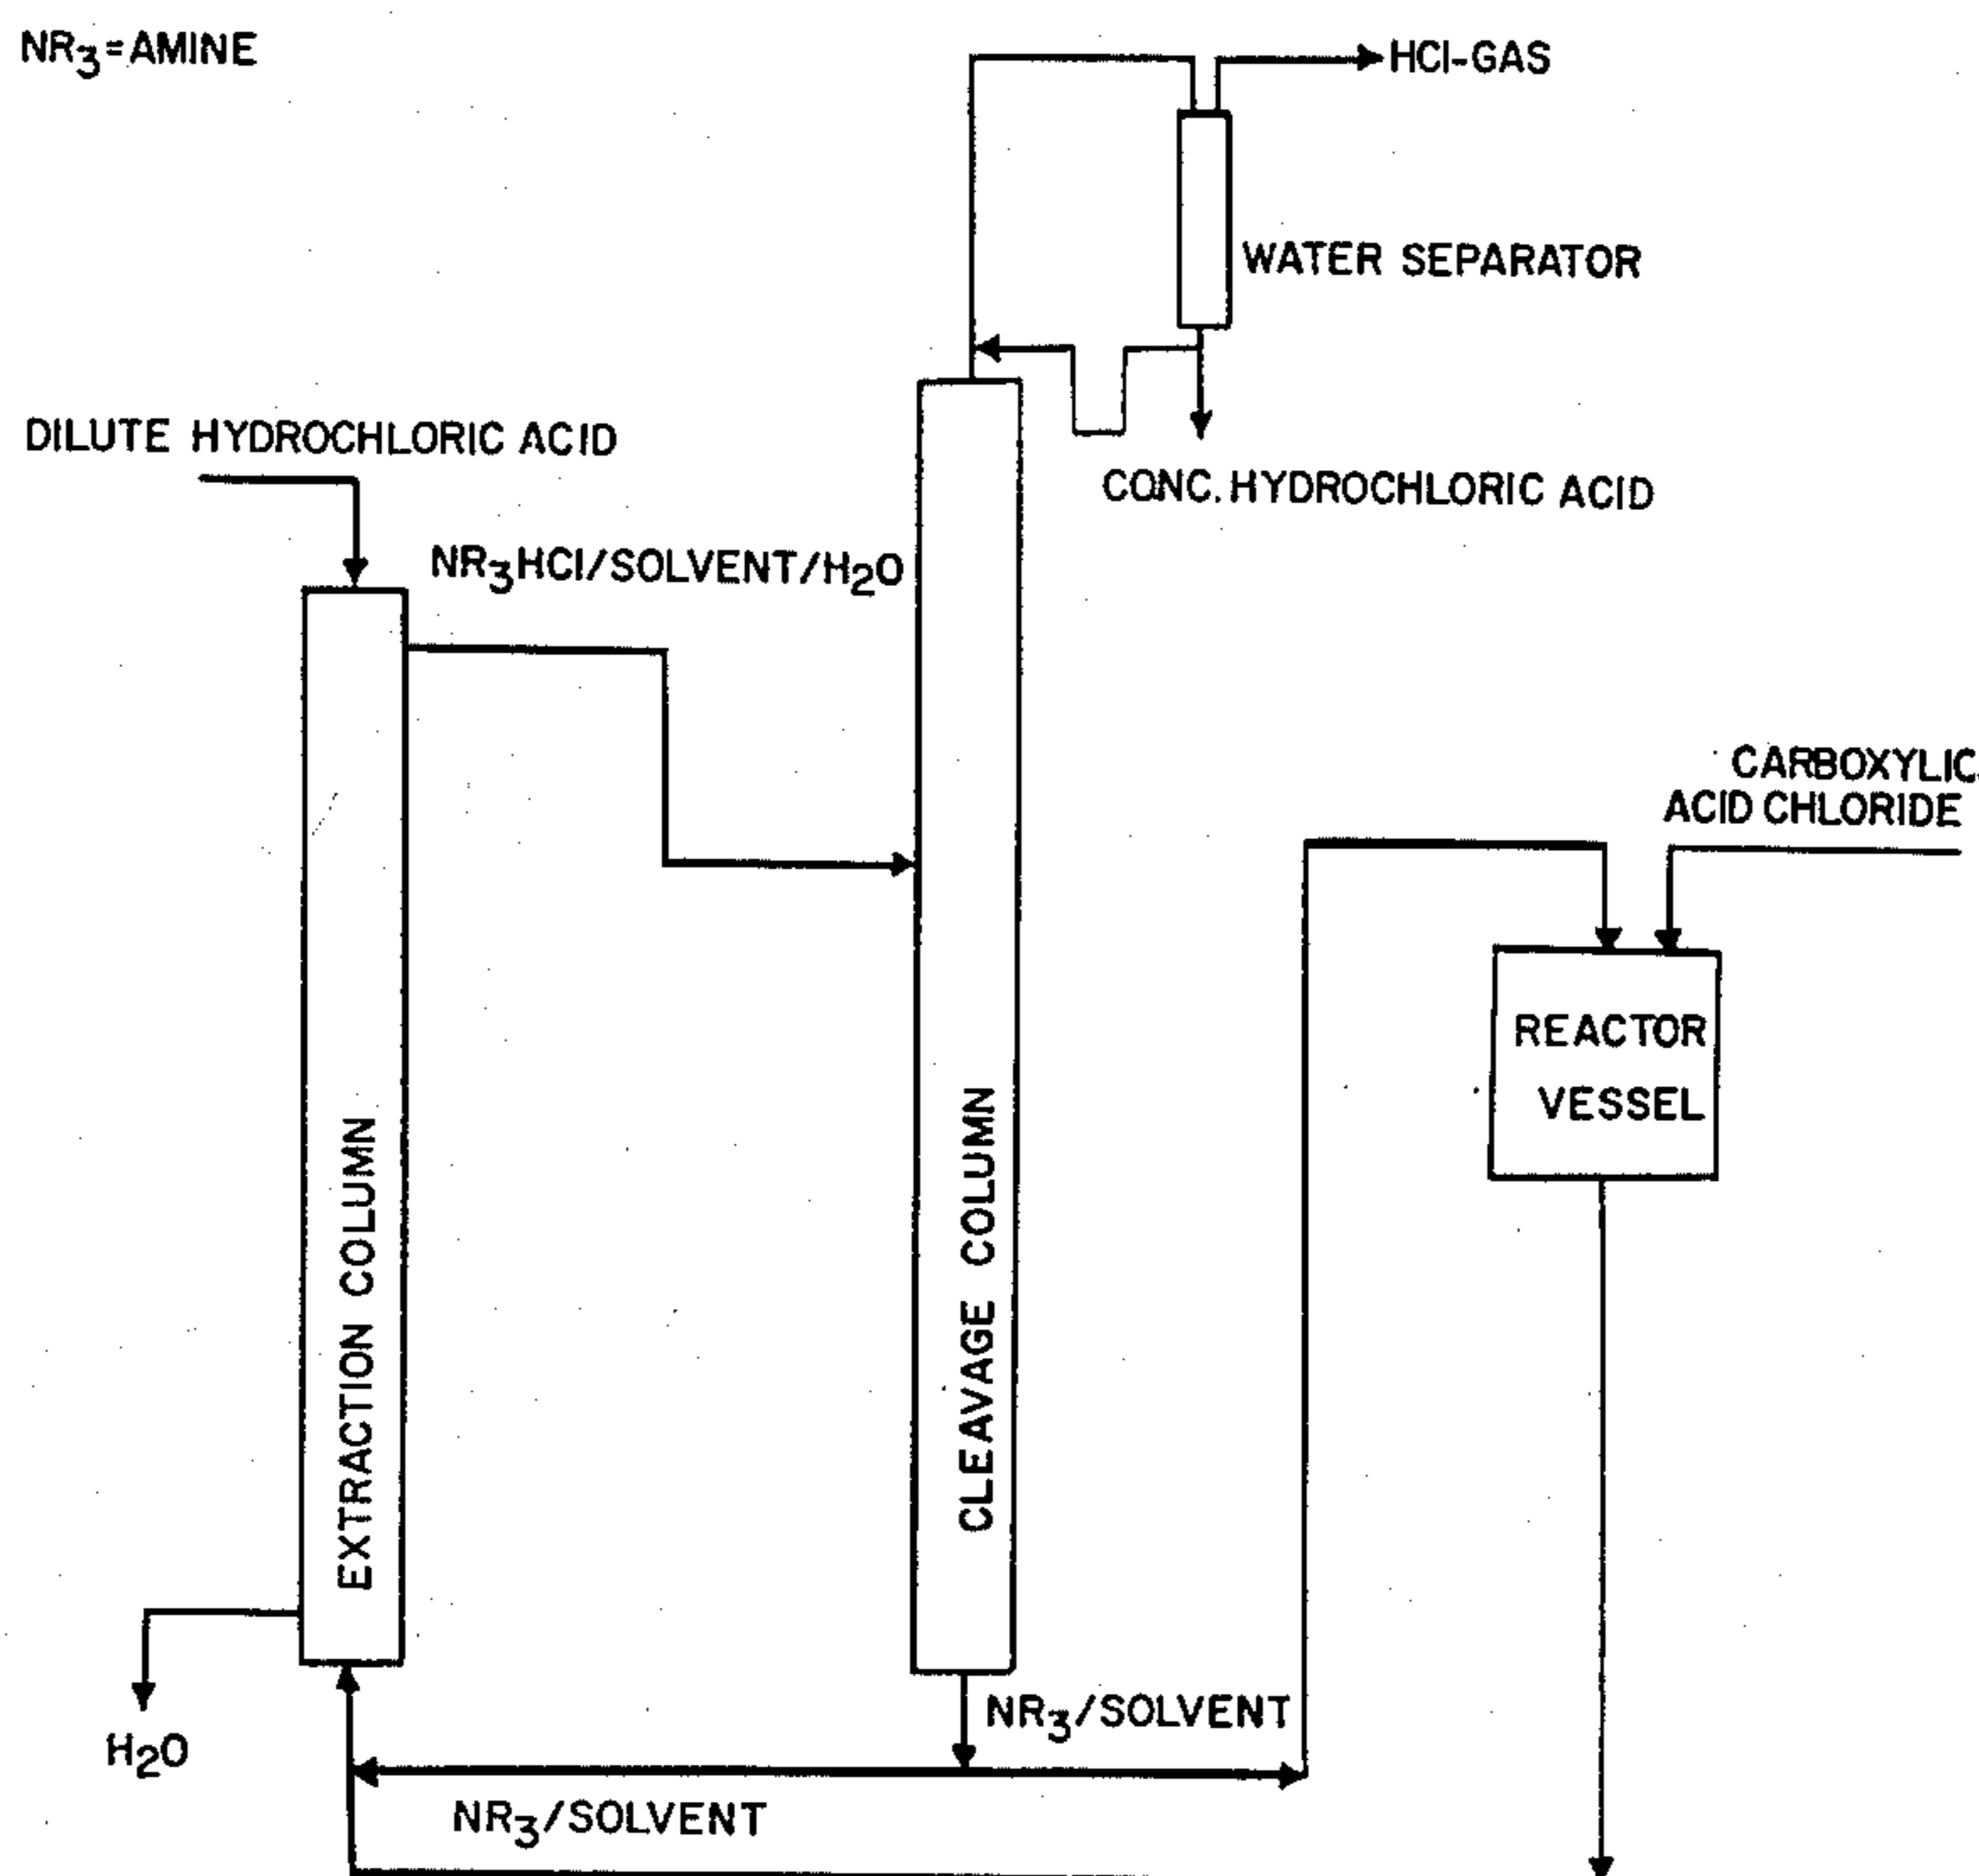 NR3=AMINE
HCl-GAS
WATER SEPARATOR
DILUTE HYDROCHLORIC ACID
CONC. HYDROCHLORIC ACID
NR3HCl/SOLVENT/H2O
CARBOXYLIC
ACID CHLORIDE
REACTOR
VESSEL
EXTRACTION COLUMN
CLEAVAGE COLUMN
NR3/SOLVENT
H2O
NR3/SOLVENT